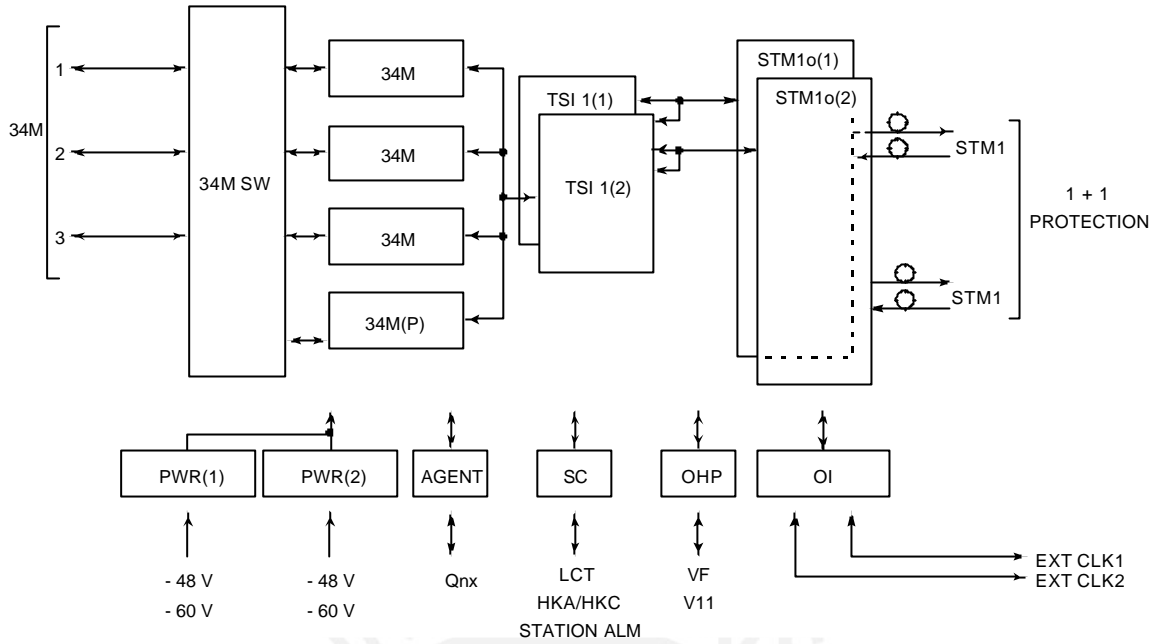 STM1o(1)
34M
1
34M
TSI 1(1)
STM1o(2)
34M
2
34M SW
34M
TSI 1(2)
STM1
1 + 1
PROTECTION
3
34M
34M(P)
STM1
PWR(1)
PWR(2)
AGENT
SC
OHP
OI
- 48 V
- 60 V
- 48 V
- 60 V
Qnx
LCT
HKA/HKC
STATION ALM
VF
V11
EXT CLK1
EXT CLK2